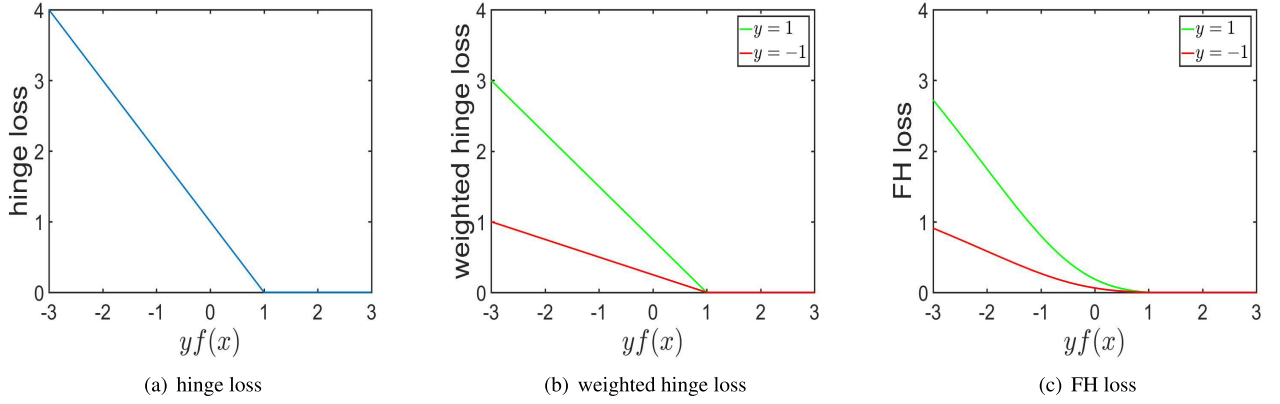 hinge loss
4
3
2
1
0
-3 -2 -1 0 1 2 3
yf(x)
(a) hinge loss
weighted hinge loss
4
3
2
1
0
-3 -2 -1 0 1 2 3
yf(x)
y = 1
y = −1
(b) weighted hinge loss
FH loss
4
3
2
1
0
-3 -2 -1 0 1 2 3
yf(x)
y = 1
y = −1
(c) FH loss